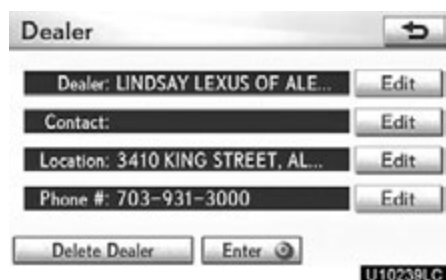 Dealer
Dealer: LINDSAY LEXUS OF ALE... Edit
Contact: Edit
Location: 3410 KING STREET, AL... Edit
Phone #: 703-931-3000 Edit
Delete Dealer Enter
U10239LC